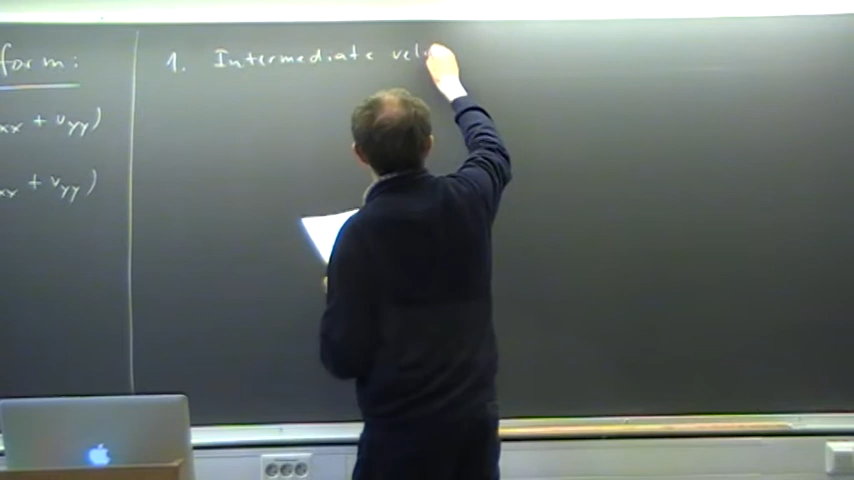 form:
xx + uyy)
xx + vyy)
1. Intermediate vel